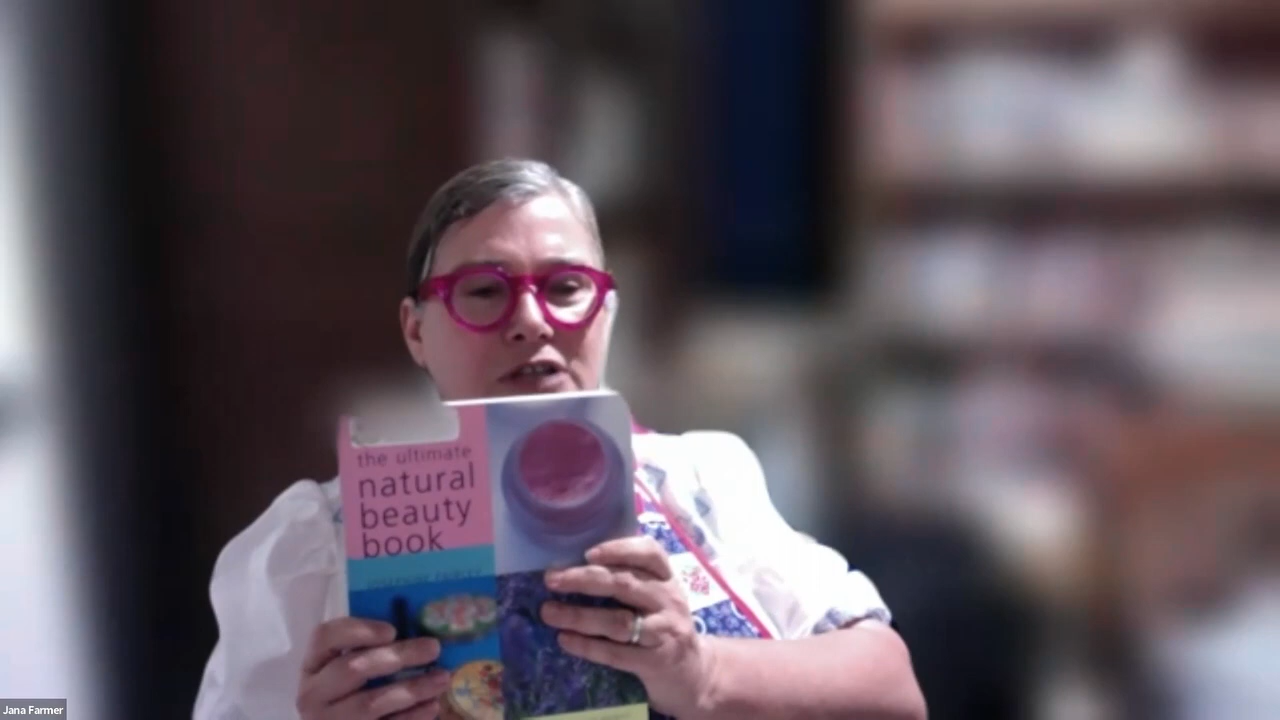 the ultimate
natural
beauty
book
Jana Farmer